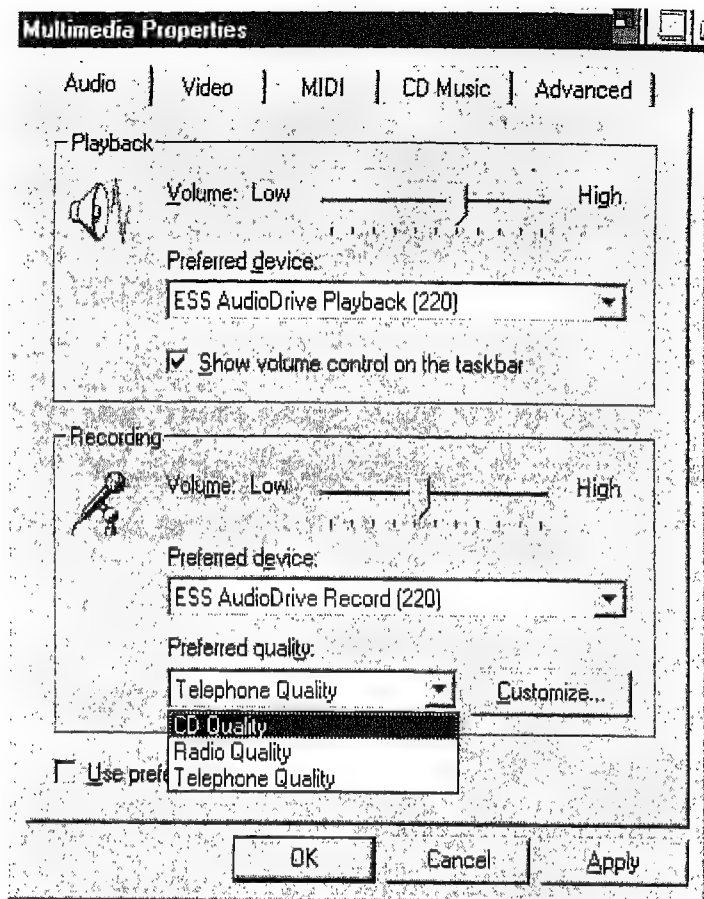 Multimedia Properties
Audio Video MIDI CD Music Advanced
Playback
Volume: Low High
Preferred device:
ESS AudioDrive Playback (220)
Show volume control on the taskbar
Recording
Volume: Low High
Preferred device:
ESS AudioDrive Record (220)
Preferred quality:
Telephone Quality Customize...
CD Quality
Radio Quality
Use prefe
Telephone Quality
OK Cancel Apply